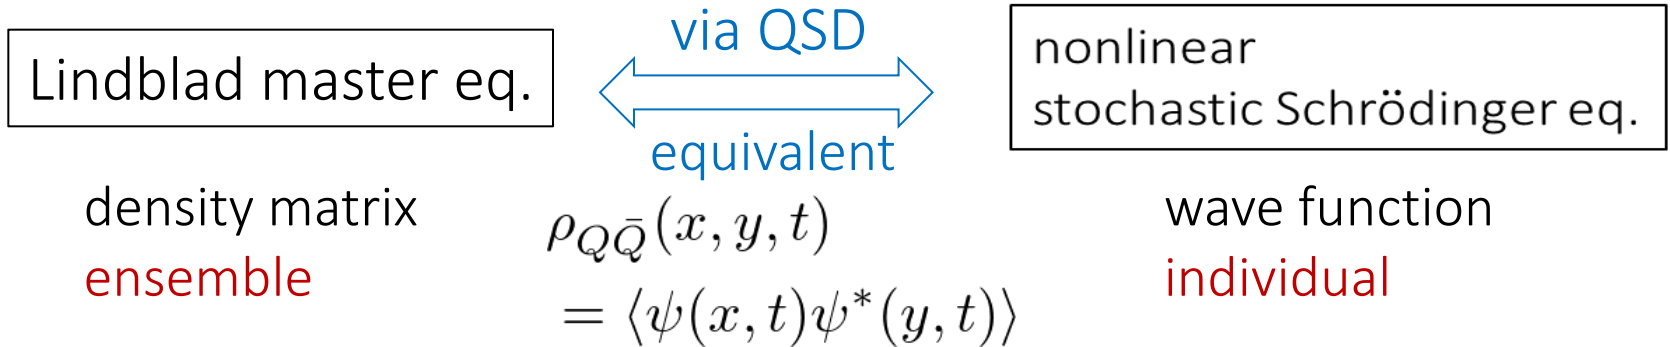 via QSD
Lindblad master eq.
nonlinear
stochastic Schrödinger eq.
equivalent
density matrix
ensemble
ρ_{QQ̄}(x, y, t)
= ⟨ψ(x, t)ψ*(y, t)⟩
wave function
individual